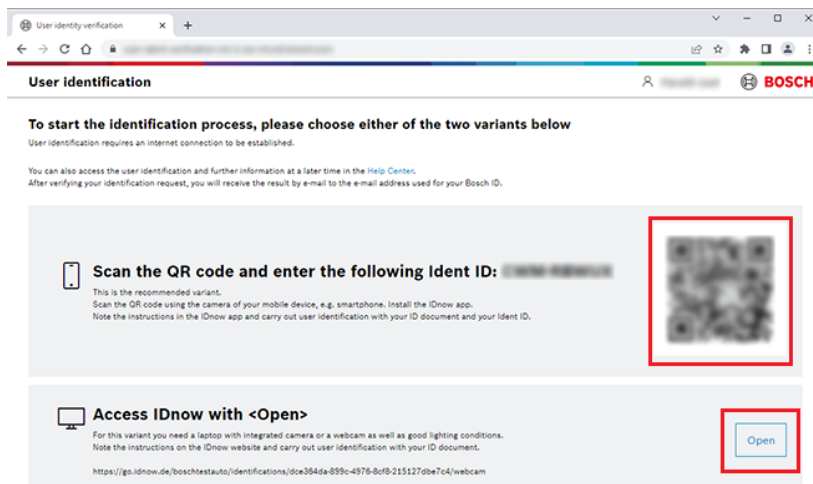 User identity verification
User identification
BOSCH
To start the identification process, please choose either of the two variants below
User identification requires an internet connection to be established.
You can also access the user identification and further information at a later time in the Help Center.
After verifying your identification request, you will receive the result by e-mail to the e-mail address used for your Bosch ID.
Scan the QR code and enter the following Ident ID:
This is the recommended variant.
Scan the QR code using the camera of your mobile device, e.g. smartphone. Install the IDnow app.
Note the instructions in the IDnow app and carry out user identification with your ID document and your Ident ID.
Access IDnow with <Open>
For this variant you need a laptop with integrated camera or a webcam as well as good lighting conditions.
Note the instructions on the IDnow website and carry out user identification with your ID document.
Open
https://go.idnow.de/boschtestauto/identifications/dce364da-899c-4976-8cf8-215127dbe7c4/webcam